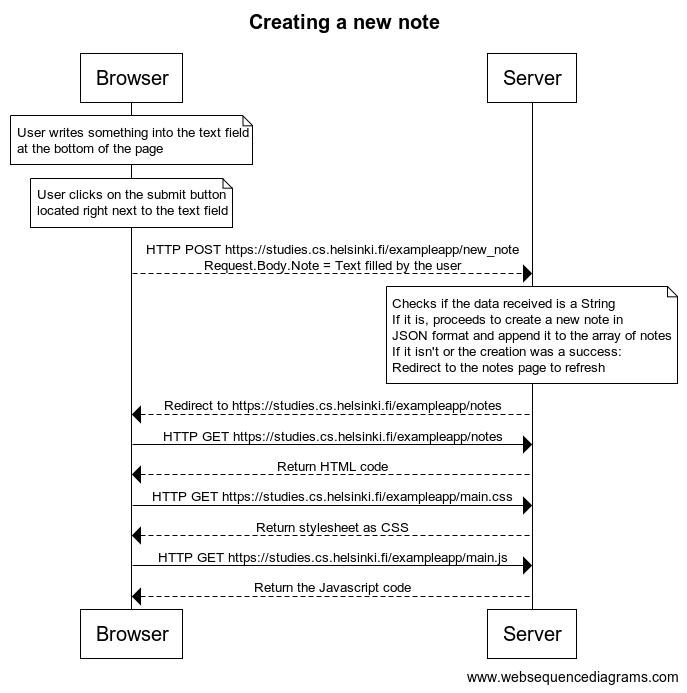 Creating a new note
Browser
Server
User writes something into the text field
at the bottom of the page
User clicks on the submit button
located right next to the text field
HTTP POST https://studies.cs.helsinki.fi/exampleapp/new_note
Request.Body.Note = Text filled by the user
Checks if the data received is a String
If it is, proceeds to create a new note in
JSON format and append it to the array of notes
If it isn't or the creation was a success:
Redirect to the notes page to refresh
Redirect to https://studies.cs.helsinki.fi/exampleapp/notes
HTTP GET https://studies.cs.helsinki.fi/exampleapp/notes
Return HTML code
HTTP GET https://studies.cs.helsinki.fi/exampleapp/main.css
Return stylesheet as CSS
HTTP GET https://studies.cs.helsinki.fi/exampleapp/main.js
Return the Javascript code
Browser
Server
www.websequencediagrams.com